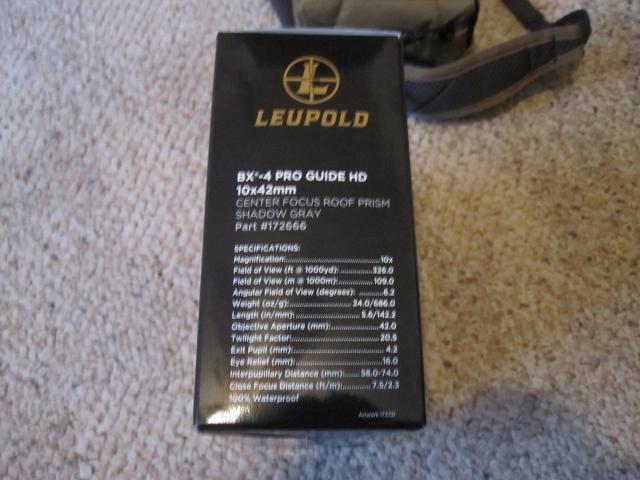 LEUPOLD
BX®-4 PRO GUIDE HD
10x42mm
CENTER FOCUS ROOF PRISM
SHADOW GRAY
Part #172666
SPECIFICATIONS:
Magnification:..........10x
Field of View (ft @ 1000yd):..........326.0
Field of View (m @ 1000m):..........109.0
Angular Field of View (degrees):..........6.2
Weight (oz/g):..........24.0/686.0
Length (in/mm):..........5.6/142.2
Objective Aperture (mm):..........42.0
Twilight Factor:..........20.5
Exit Pupil (mm):..........4.2
Eye Relief (mm):..........16.0
Interpupillary Distance (mm):..........58.0-74.0
Close Focus Distance (ft/m):..........7.5/2.3
100% Waterproof
Artwork